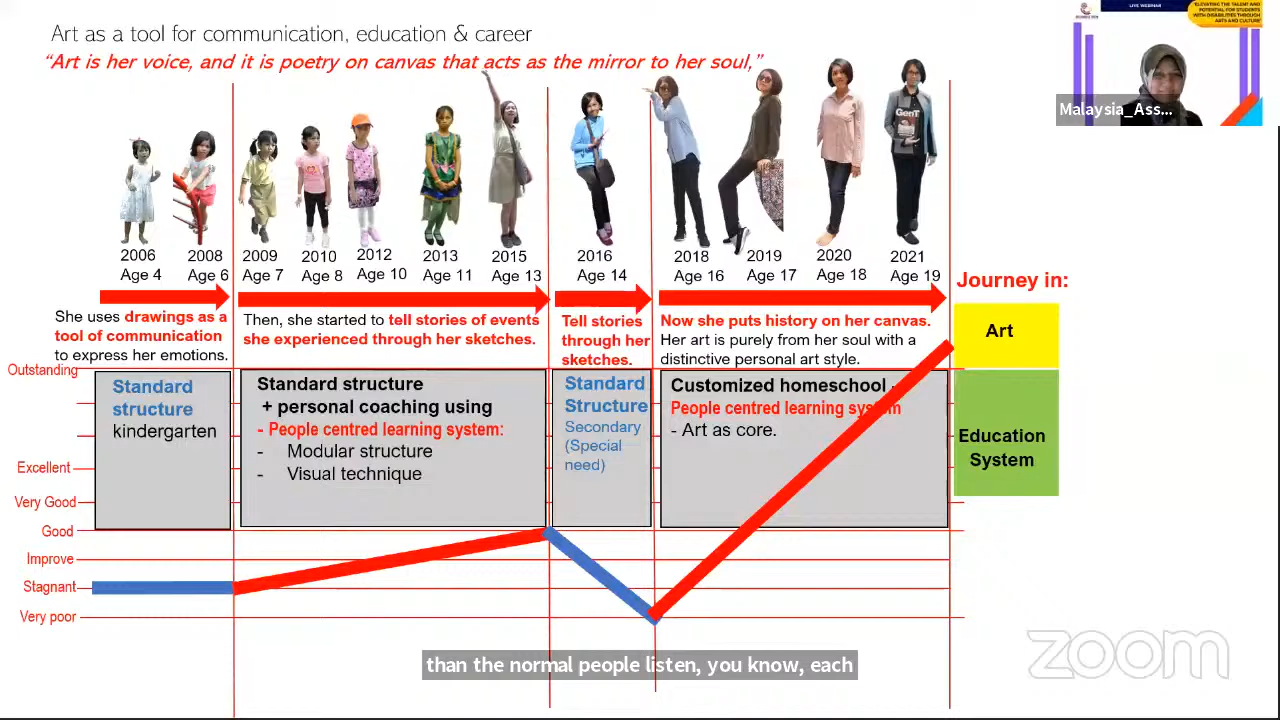 Art as a tool for communication, education & career
“Art is her voice, and it is poetry on canvas that acts as the mirror to her soul,”
LIVE WEBINAR
"ELEVATING THE TALENT AND
POTENTIAL FOR STUDENTS
WITH DISABILITIES THROUGH
ARTS AND CULTURE"
Malaysia_Ass...
GenT
2006
Age 4
2008
Age 6
2009
Age 7
2010
Age 8
2012
Age 10
2013
Age 11
2015
Age 13
2016
Age 14
2018
Age 16
2019
Age 17
2020
Age 18
2021
Age 19
Journey in:
She uses drawings as a
tool of communication
to express her emotions.
Then, she started to tell stories of events
she experienced through her sketches.
Tell stories
through her
sketches.
Now she puts history on her canvas.
Her art is purely from her soul with a
distinctive personal art style.
Art
Outstanding
Excellent
Very Good
Good
Improve
Stagnant
Very poor
Standard
structure
kindergarten
Standard structure
+ personal coaching using
- People centred learning system:
- Modular structure
- Visual technique
Standard
Structure
Secondary
(Special
need)
Customized homeschool -
People centred learning system
- Art as core.
Education
System
than the normal people listen, you know, each
zoom